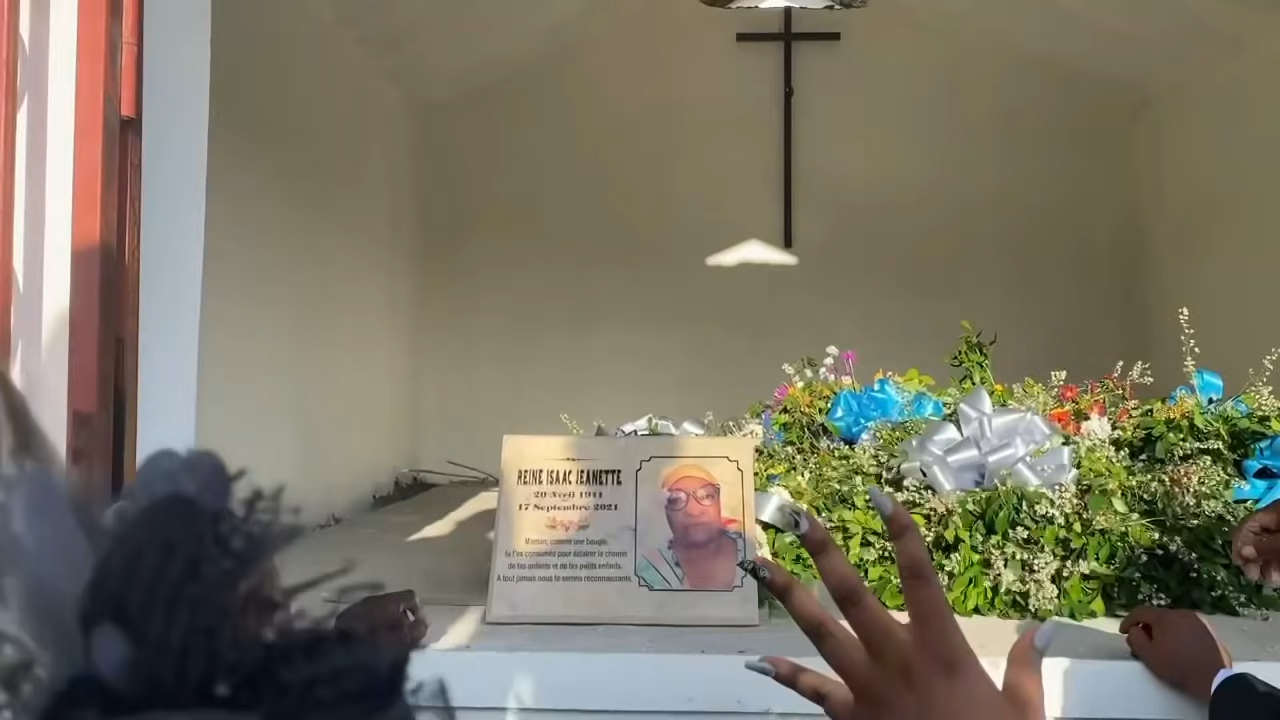 REINE ISAAC JEANETTE
20 Avril 1941
17 Septembre 2021
Maman, comme une bougie,
tu t'es consumée pour éclairer le chemin
de tes enfants et de tes petits enfants.
A tout jamais nous te serons reconnaissants.